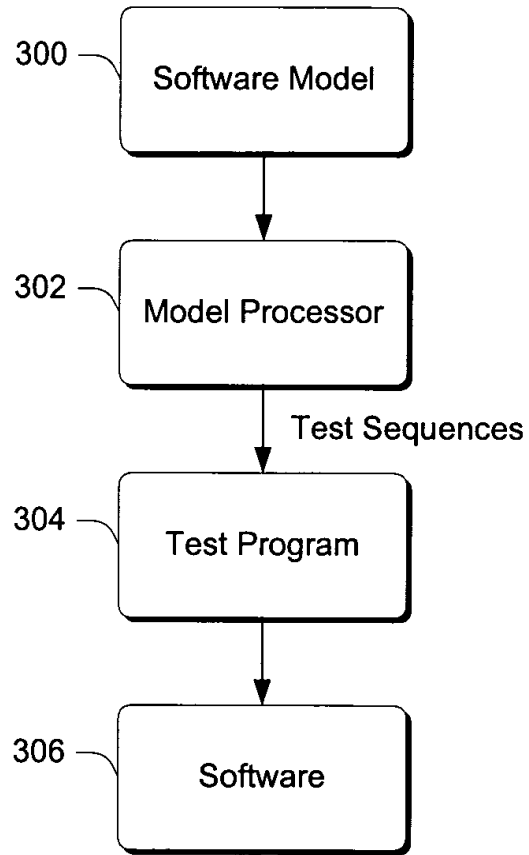 300
Software Model
302
Model Processor
Test Sequences
304
Test Program
306
Software